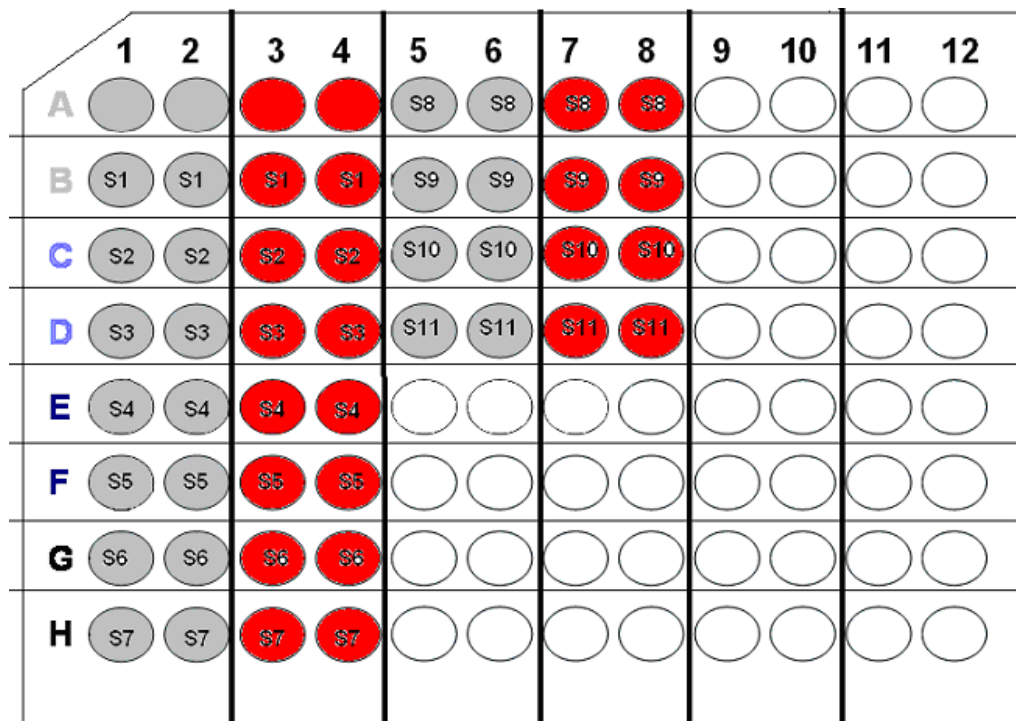 1 2 3 4 5 6 7 8 9 10 11 12
A S8 S8 S8 S8
B S1 S1 S1 S1 S9 S9 S9 S9
C S2 S2 S2 S2 S10 S10 S10 S10
D S3 S3 S3 S3 S11 S11 S11 S11
E S4 S4 S4 S4
F S5 S5 S5 S5
G S6 S6 S6 S6
H S7 S7 S7 S7